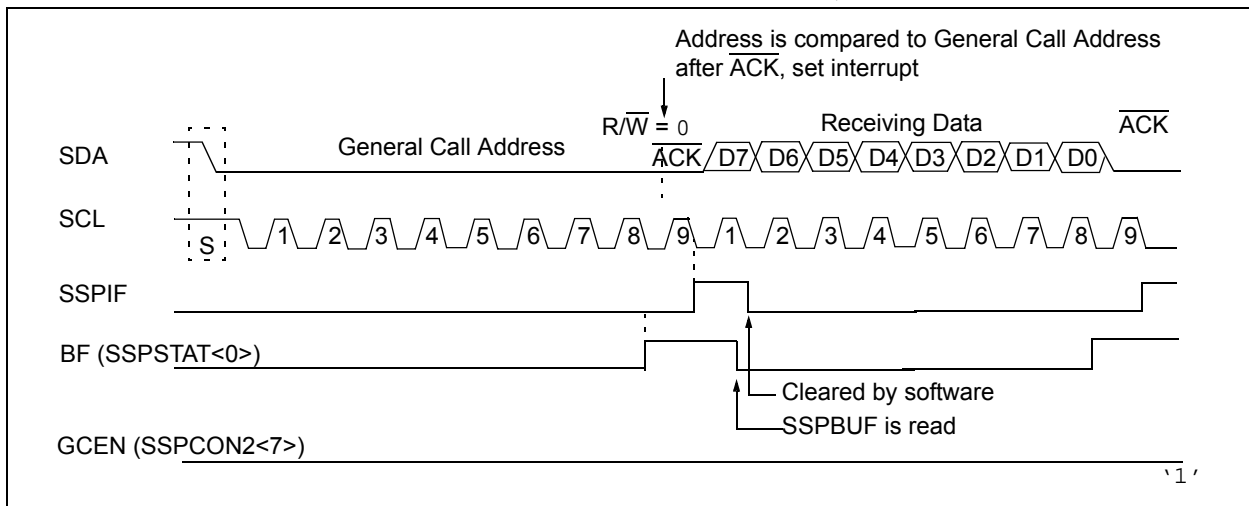 Address is compared to General Call Address
after ACK, set interrupt
R/W = 0
Receiving Data
ACK
SDA
General Call Address
ACK
D7 D6 D5 D4 D3 D2 D1 D0
SCL
S
1 2 3 4 5 6 7 8 9 1 2 3 4 5 6 7 8 9
SSPIF
BF (SSPSTAT<0>)
Cleared by software
SSPBUF is read
GCEN (SSPCON2<7>)
‘1’